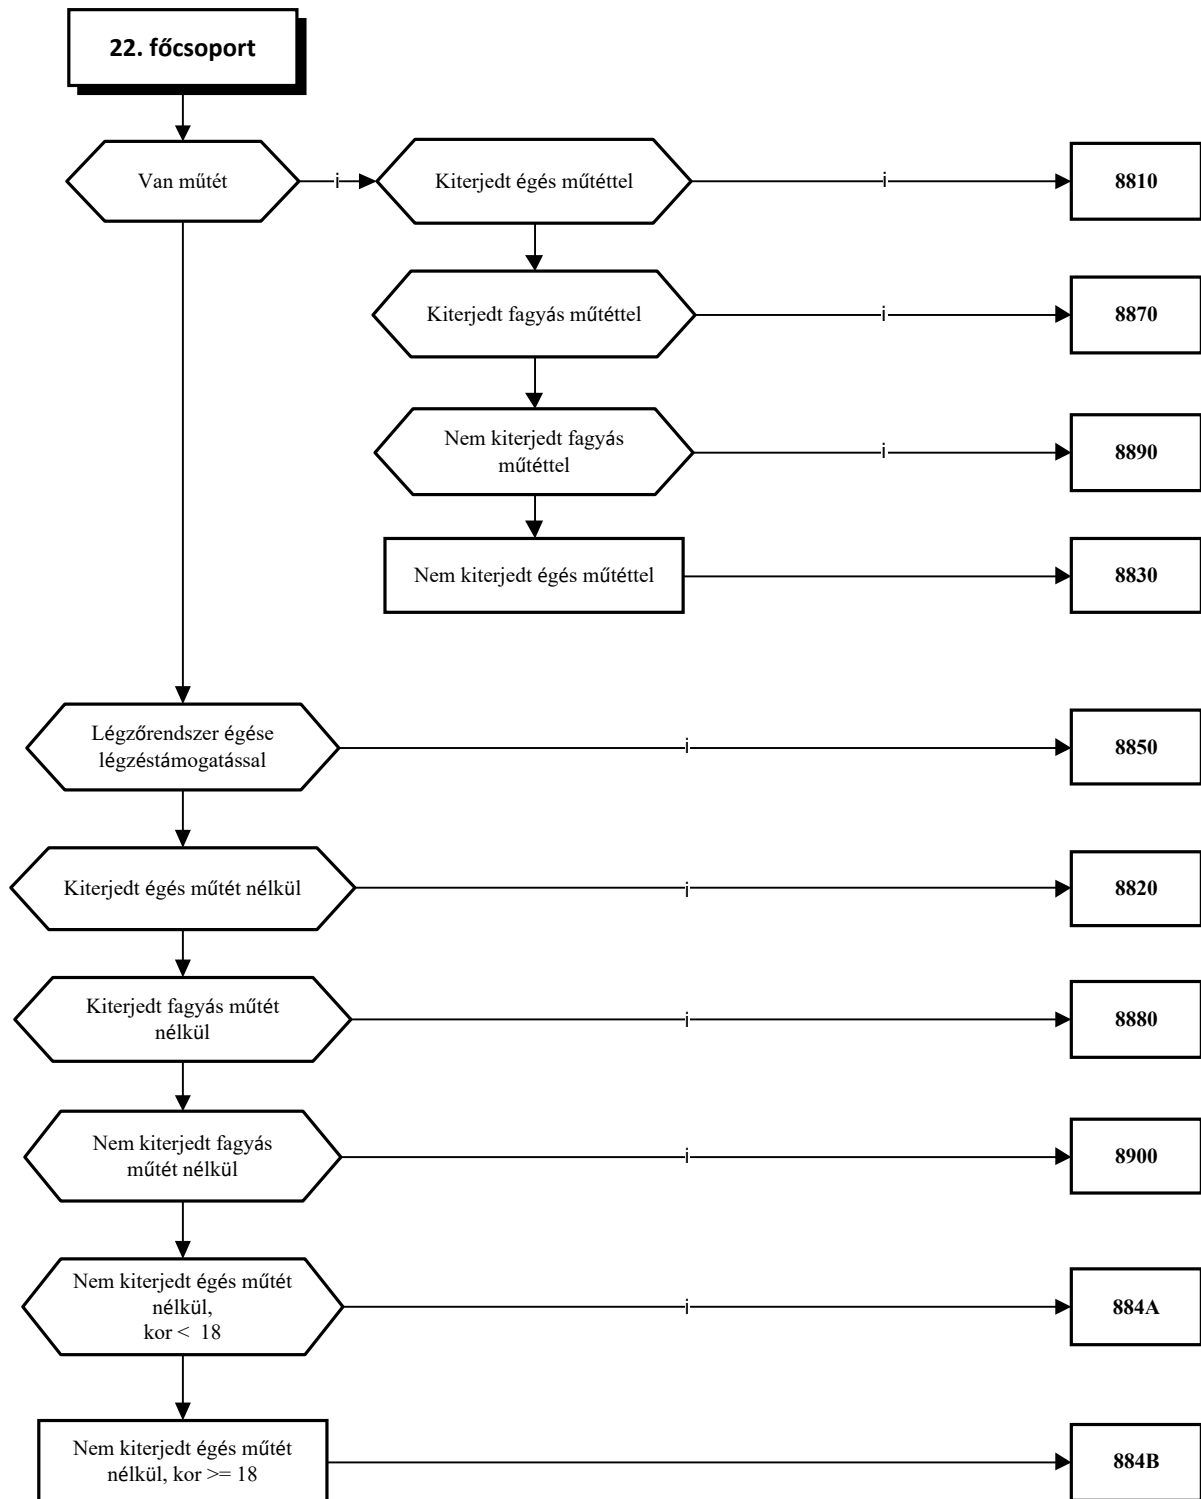 22. főcsoport
Van műtét
i
Kiterjedt égés műtéttel
i
8810
Kiterjedt fagyás műtéttel
i
8870
Nem kiterjedt fagyás
műtéttel
i
8890
Nem kiterjedt égés műtéttel
8830
Légzőrendszer égése
légzéstámogatással
i
8850
Kiterjedt égés műtét nélkül
i
8820
Kiterjedt fagyás műtét
nélkül
i
8880
Nem kiterjedt fagyás
műtét nélkül
i
8900
Nem kiterjedt égés műtét
nélkül,
kor < 18
i
884A
Nem kiterjedt égés műtét
nélkül, kor >= 18
884B